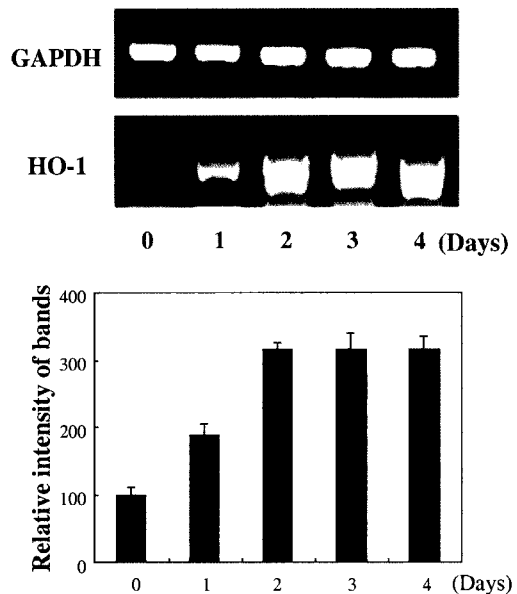 GAPDH
HO-1
0 1 2 3 4 (Days)
Relative intensity of bands
400
300
200
100
0
0 1 2 3 4 (Days)